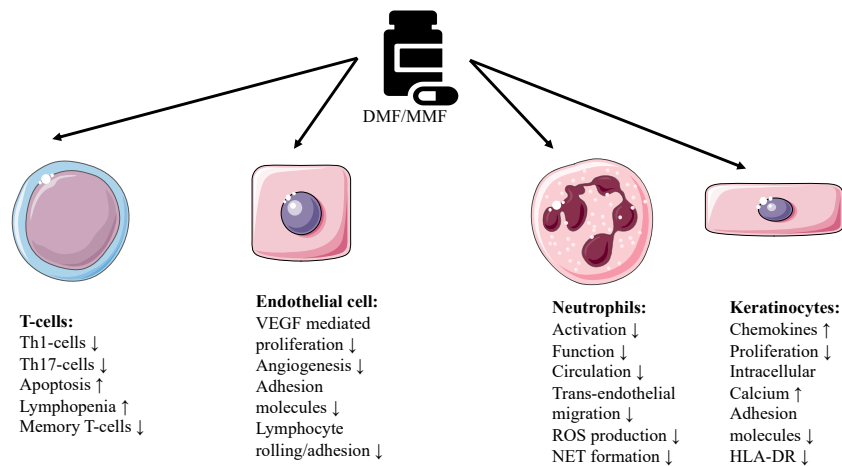 DMF/MMF
T-cells:
Th1-cells ↓
Th17-cells ↓
Apoptosis ↑
Lymphopenia ↑
Memory T-cells ↓
Endothelial cell:
VEGF mediated
proliferation ↓
Angiogenesis ↓
Adhesion
molecules ↓
Lymphocyte
rolling/adhesion ↓
Neutrophils:
Activation ↓
Function ↓
Circulation ↓
Trans-endothelial
migration ↓
ROS production ↓
NET formation ↓
Keratinocytes:
Chemokines ↑
Proliferation ↓
Intracellular
Calcium ↑
Adhesion
molecules ↓
HLA-DR ↓